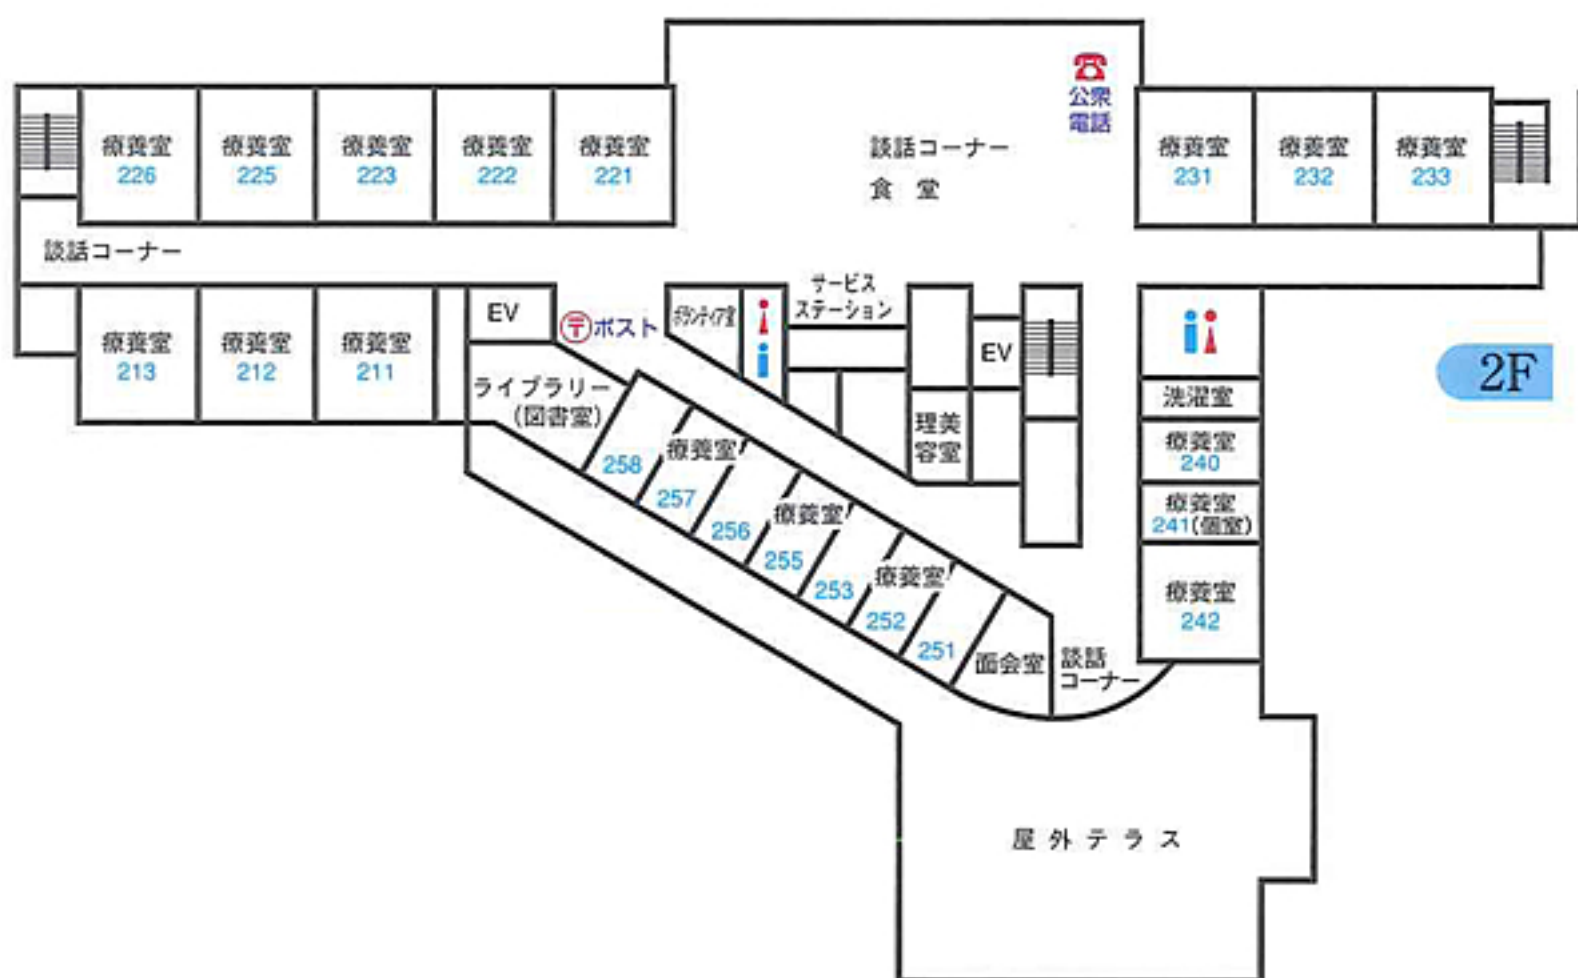 公衆
電話
療養室
226
療養室
225
療養室
223
療養室
222
療養室
221
談話コーナー
食 堂
療養室
231
療養室
232
療養室
233
談話コーナー
療養室
213
療養室
212
療養室
211
EV
〒ポスト
ボランティア室
サービス
ステーション
EV
2F
ライブラリー
(図書室)
理美
容室
洗濯室
療養室
240
療養室
241(個室)
療養室
242
258
療養室
257
256
療養室
255
253
療養室
252
251
面会室
談話
コーナー
屋 外 テ ラ ス